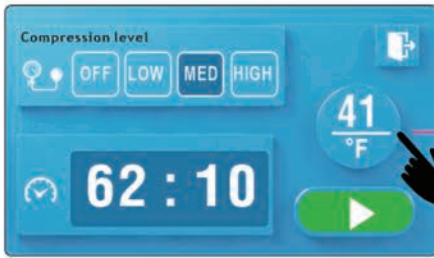 Compression level
OFF LOW MED HIGH
41
°F
62 : 10